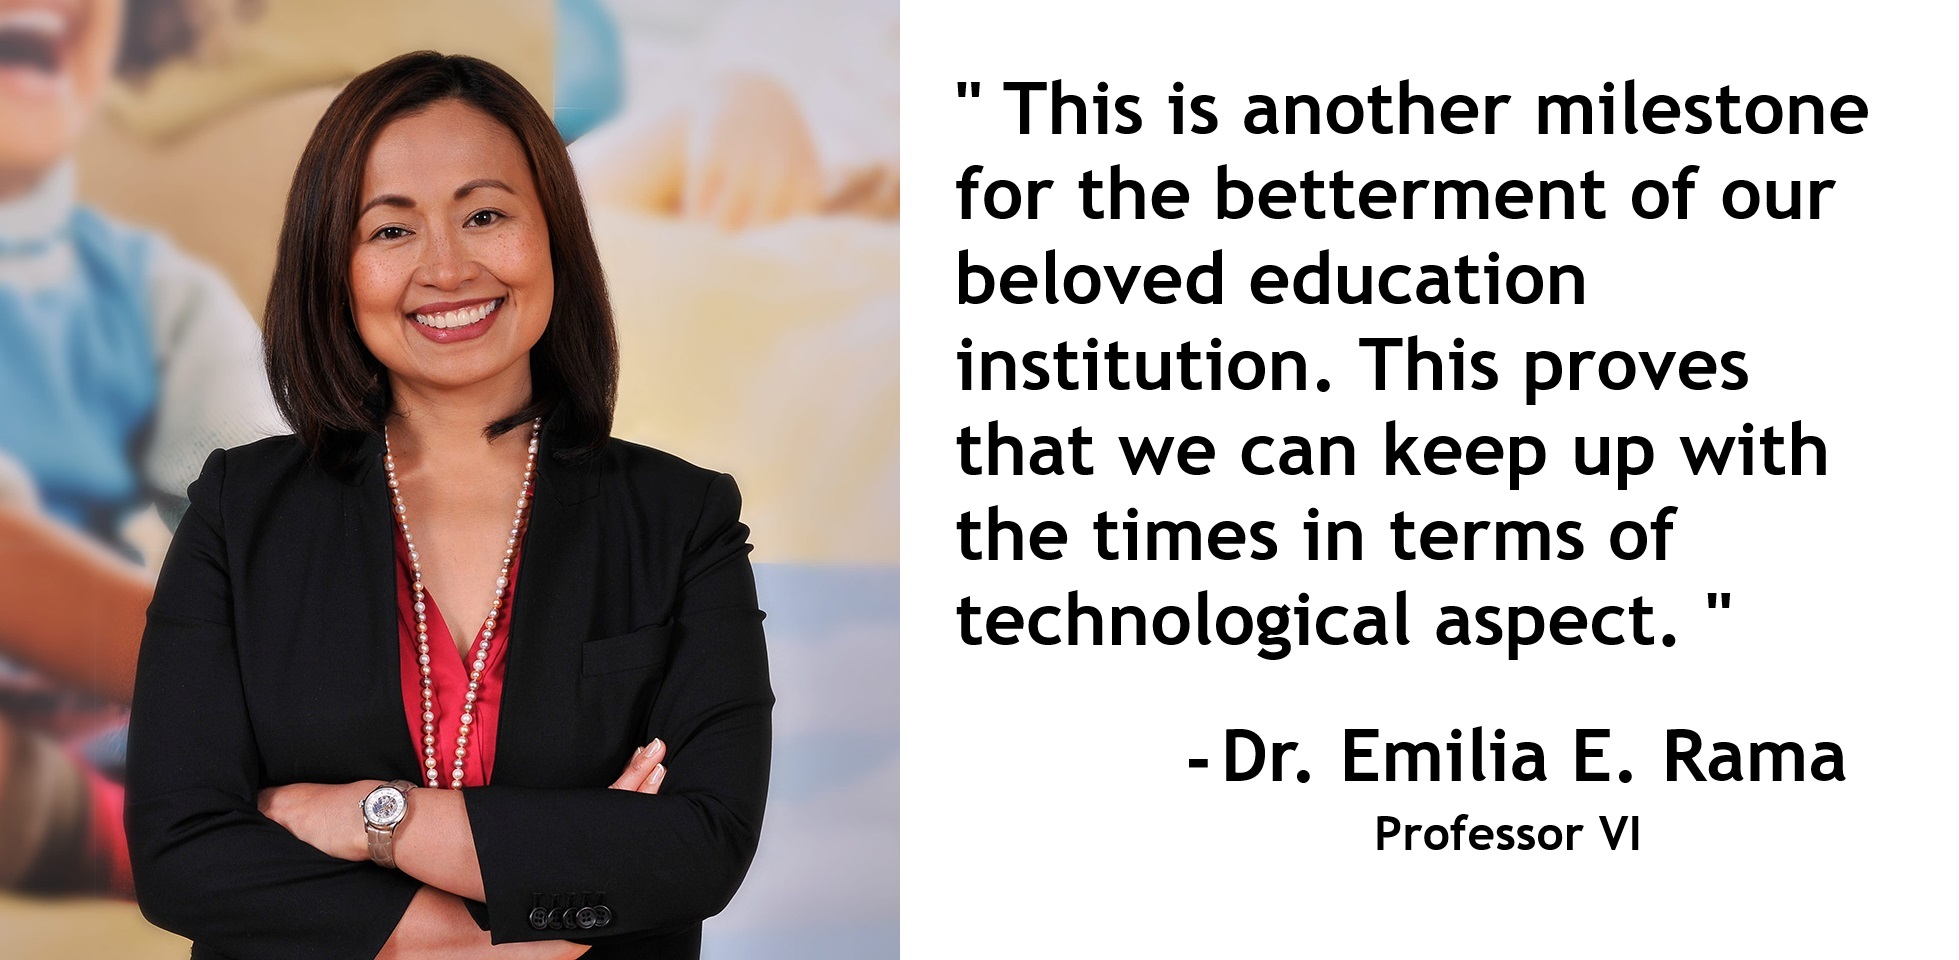 " This is another milestone
for the betterment of our
beloved education
institution. This proves
that we can keep up with
the times in terms of
technological aspect. "
- Dr. Emilia E. Rama
Professor VI